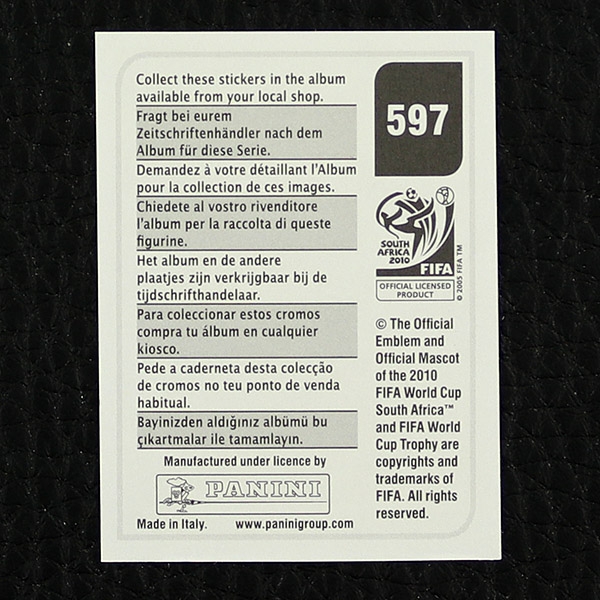 Collect these stickers in the album
available from your local shop.
Fragt bei eurem
Zeitschriftenhändler nach dem
Album für diese Serie.
Demandez à votre détaillant l'Album
pour la collection de ces images.
Chiedete al vostro rivenditore
l'album per la raccolta di queste
figurine.
Het album en de andere
plaatjes zijn verkrijgbaar bij de
tijdschrifthandelaar.
Para coleccionar estos cromos
compra tu álbum en cualquier
kiosco.
Pede a caderneta desta colecção
de cromos no teu ponto de venda
habitual.
Bayinizden aldığınız albümü bu
çıkartmalar ile tamamlayın.
Manufactured under licence by
PANINI
Made in Italy. www.paninigroup.com
597
SOUTH
AFRICA
2010
FIFA
OFFICIAL LICENSED
PRODUCT
© 2005 FIFA TM
© The Official
Emblem and
Official Mascot
of the 2010
FIFA World Cup
South Africa™
and FIFA World
Cup Trophy are
copyrights and
trademarks of
FIFA. All rights
reserved.